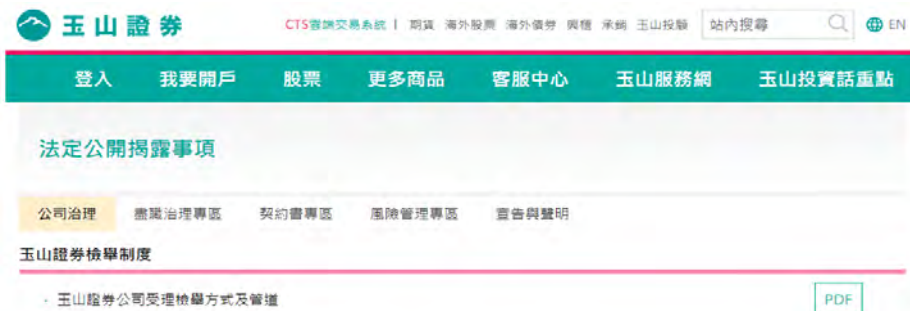 玉山證券
CTS雲端交易系統 | 期貨 海外股票 海外債券 興櫃 承銷 玉山投顧 站內搜尋 EN
登入 我要開戶 股票 更多商品 客服中心 玉山服務網 玉山投資話重點
法定公開揭露事項
公司治理 盡職治理專區 契約書專區 風險管理專區 宣告與聲明
玉山證券檢舉制度
· 玉山證券公司受理檢舉方式及管道 PDF